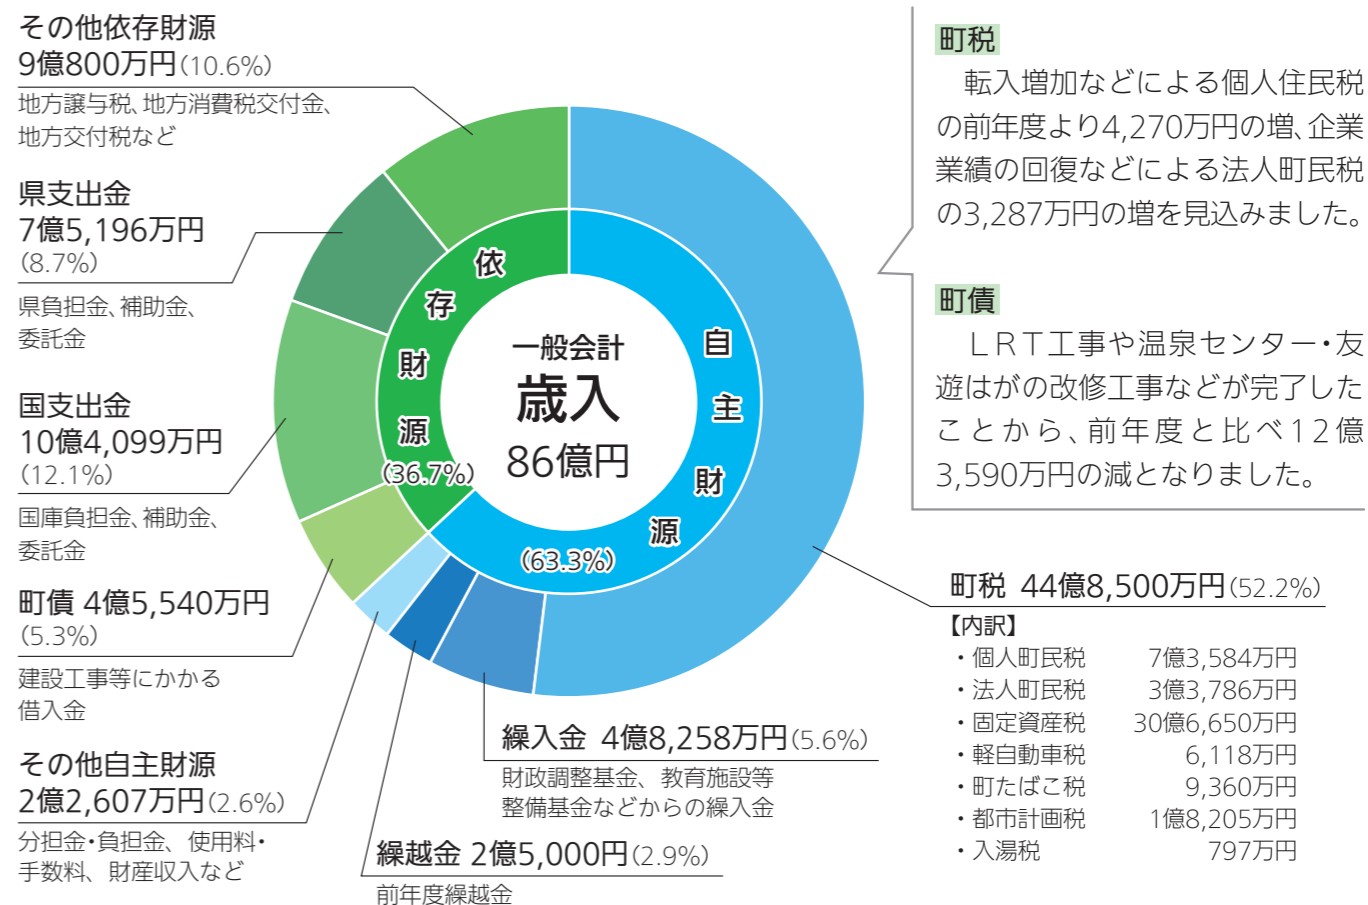 その他依存財源
9億800万円(10.6%)
地方譲与税、地方消費税交付金、
地方交付税など
県支出金
7億5,196万円
(8.7%)
県負担金、補助金、
委託金
国支出金
10億4,099万円
(12.1%)
国庫負担金、補助金、
委託金
町債 4億5,540万円
(5.3%)
建設工事等にかかる
借入金
その他自主財源
2億2,607万円(2.6%)
分担金・負担金、使用料・
手数料、財産収入など
依存財源
(36.7%)
一般会計
歳入
86億円
自主財源
(63.3%)
繰入金 4億8,258万円(5.6%)
財政調整基金、教育施設等
整備基金などからの繰入金
繰越金 2億5,000円(2.9%)
前年度繰越金
町税
転入増加などによる個人住民税
の前年度より4,270万円の増、企業
業績の回復などによる法人町民税
の3,287万円の増を見込みました。
町債
LRT工事や温泉センター・友
遊はがの改修工事などが完了した
ことから、前年度と比べ12億
3,590万円の減となりました。
町税 44億8,500万円(52.2%)
【内訳】
・個人町民税 7億3,584万円
・法人町民税 3億3,786万円
・固定資産税 30億6,650万円
・軽自動車税 6,118万円
・町たばこ税 9,360万円
・都市計画税 1億8,205万円
・入湯税 797万円